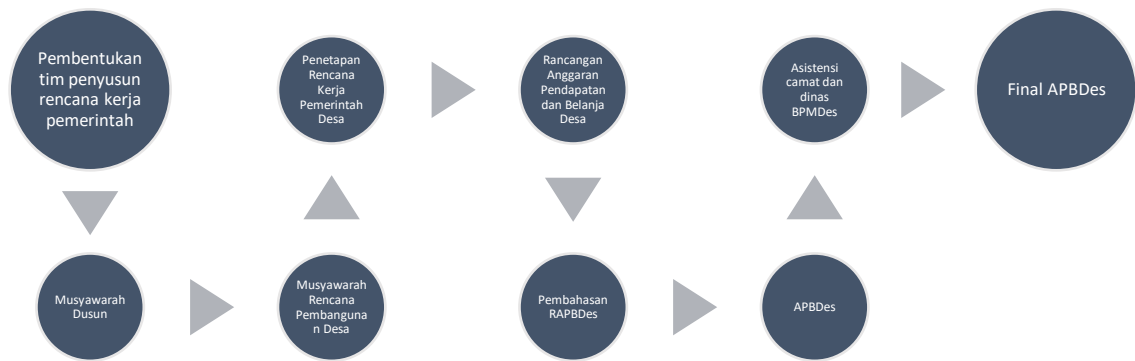 Pembentukan
tim penyusun
rencana kerja
pemerintah
Musyawarah
Dusun
Musyawarah
Rencana
Pembanguna
n Desa
Penetapan
Rencana
Kerja
Pemerintah
Desa
Rancangan
Anggaran
Pendapatan
dan Belanja
Desa
Pembahasan
RAPBDes
APBDes
Asistensi
camat dan
dinas
BPMDes
Final APBDes